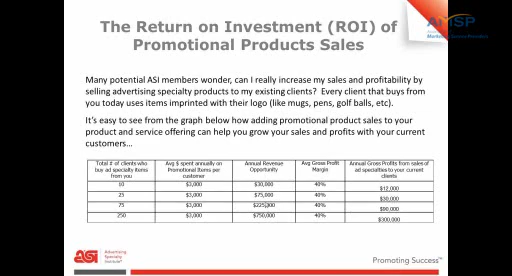 The Return on Investment (ROI) of
Promotional Products Sales
Many potential ASI members wonder, can I really increase my sales and profitability by
selling advertising specialty products to my existing clients?  Every client that buys from
you today uses items imprinted with their logo (like mugs, pens, golf balls, etc).
It's easy to see from the graph below how adding promotional product sales to your
product and service offering can help you grow your sales and profits with your current
customers...
Total # of clients who buy ad specialty items from you | Avg $ spent annually on Promotional Items per customer | Annual Revenue Opportunity | Avg Gross Profit Margin | Annual Gross Profits from sales of ad specialties to your current clients
10 $3,000 $30,000 40% $12,000
25 $3,000 $75,000 40% $30,000
75 $3,000 $225,000 40% $90,000
250 $3,000 $750,000 40% $300,000
asi Advertising
Specialty
Institute
Promoting Success™